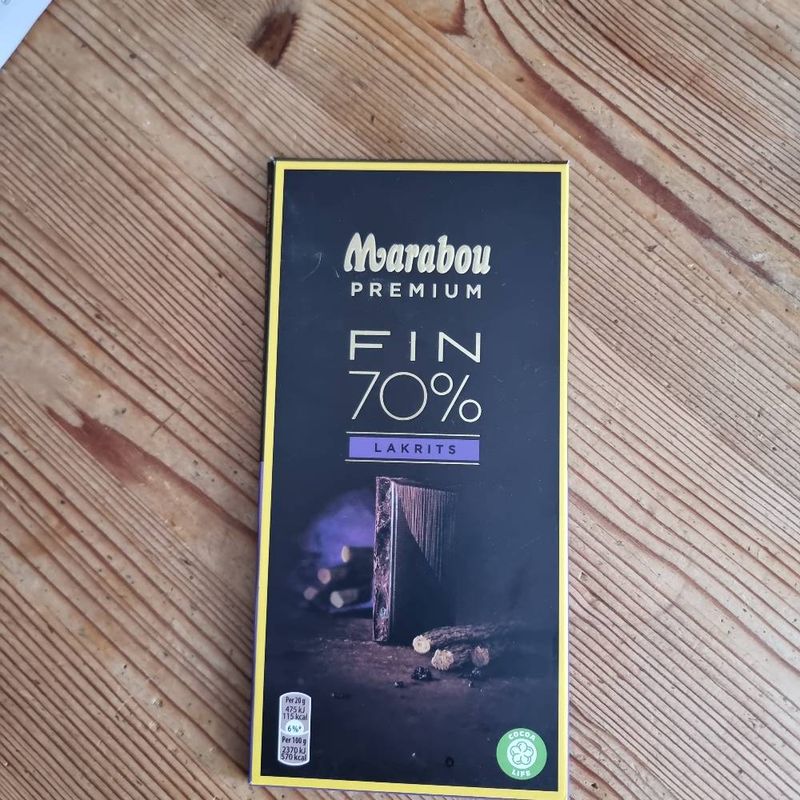 Marabou
PREMIUM
FIN
70%
LAKRITS
Per 20 g
475 kJ
115 kcal
6%*
Per 100 g
2370 kJ
570 kcal
COCOA
LIFE